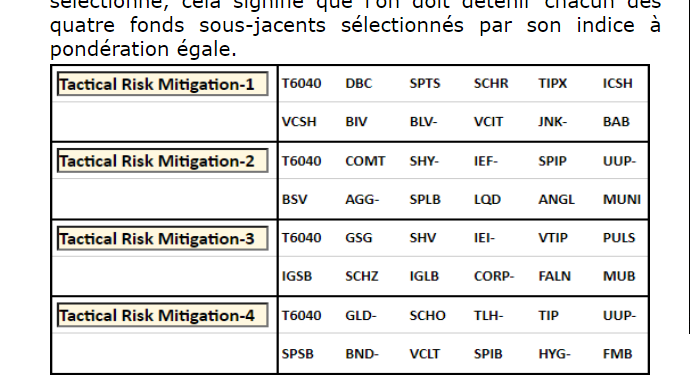 sélectionné, cela signifie que l'on doit détenir chacun des
quatre fonds sous-jacents sélectionnés par son indice à
pondération égale.
Tactical Risk Mitigation-1 T6040 DBC SPTS SCHR TIPX ICSH
VCSH BIV BLV- VCIT JNK- BAB
Tactical Risk Mitigation-2 T6040 COMT SHY- IEF- SPIP UUP-
BSV AGG- SPLB LQD ANGL MUNI
Tactical Risk Mitigation-3 T6040 GSG SHV IEI- VTIP PULS
IGSB SCHZ IGLB CORP- FALN MUB
Tactical Risk Mitigation-4 T6040 GLD- SCHO TLH- TIP UUP-
SPSB BND- VCLT SPIB HYG- FMB